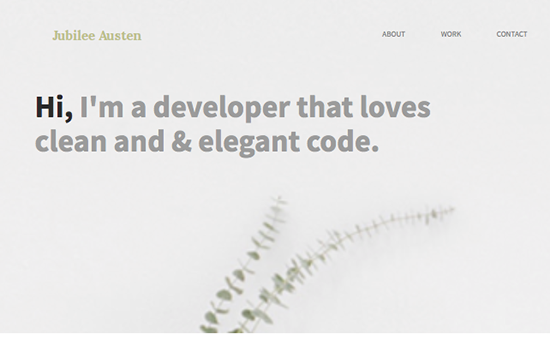 Jubilee Austen
ABOUT WORK CONTACT
Hi, I'm a developer that loves
clean and & elegant code.